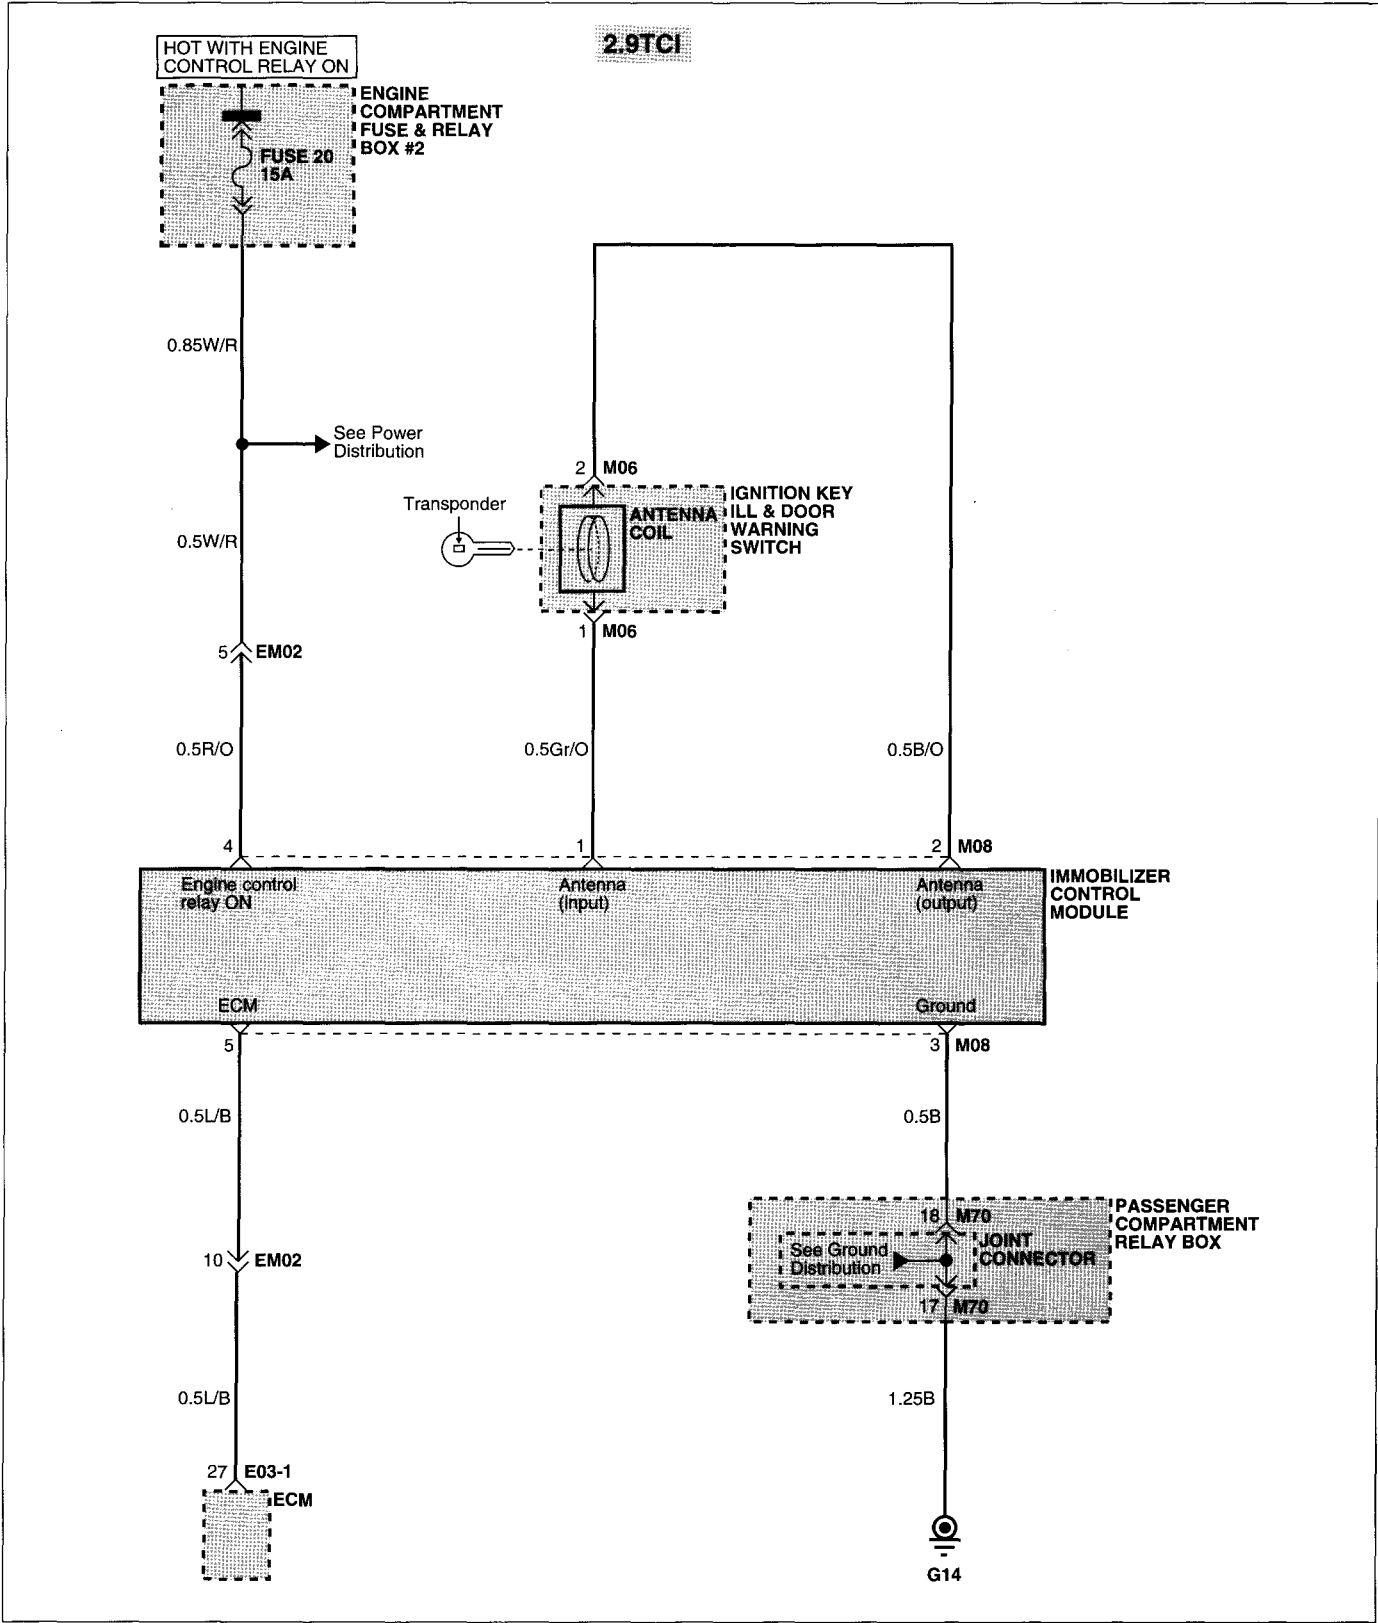 2.9TCI
HOT WITH ENGINE
CONTROL RELAY ON
ENGINE
COMPARTMENT
FUSE & RELAY
BOX #2
FUSE 20
15A
0.85W/R
See Power
Distribution
2 M06
Transponder
ANTENNA
COIL
IGNITION KEY
ILL & DOOR
WARNING
SWITCH
0.5W/R
1 M06
5 EM02
0.5R/O
0.5Gr/O
0.5B/O
4
1
2 M08
Engine control
relay ON
Antenna
(input)
Antenna
(output)
IMMOBILIZER
CONTROL
MODULE
ECM
Ground
5
3 M08
0.5L/B
0.5B
18 M70
See Ground
Distribution
JOINT
CONNECTOR
PASSENGER
COMPARTMENT
RELAY BOX
10 EM02
17 M70
0.5L/B
1.25B
27 E03-1
ECM
G14